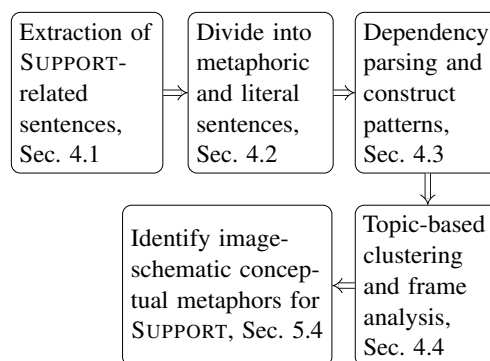 Extraction of
SUPPORT-
related
sentences,
Sec. 4.1
Divide into
metaphoric
and literal
sentences,
Sec. 4.2
Dependency
parsing and
construct
patterns,
Sec. 4.3
Topic-based
clustering
and frame
analysis,
Sec. 4.4
Identify image-
schematic concep-
tual metaphors for
SUPPORT, Sec. 5.4